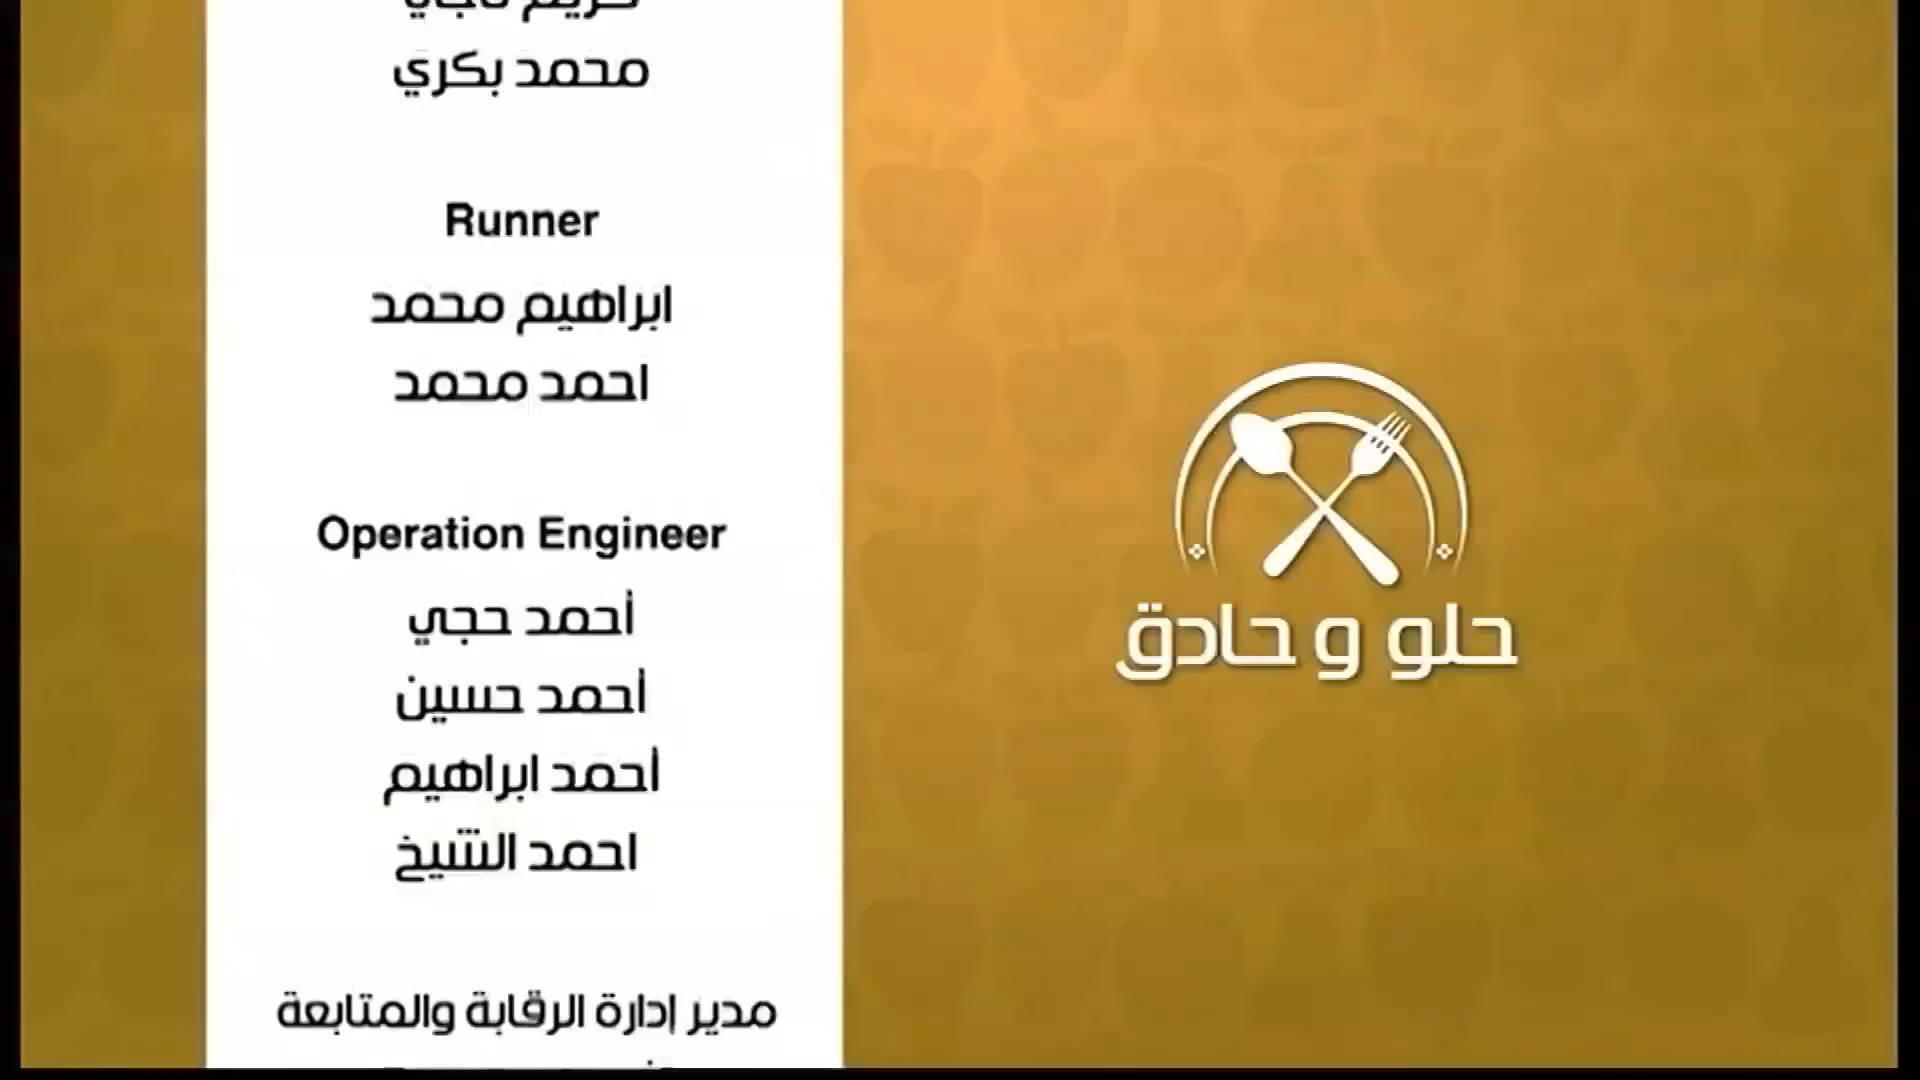 محمد بكري
Runner
ابراهيم محمد
احمد محمد
Operation Engineer
أحمد حجي
أحمد حسين
أحمد ابراهيم
احمد الشيخ
مدير إدارة الرقابة والمتابعة
حلو و حادق